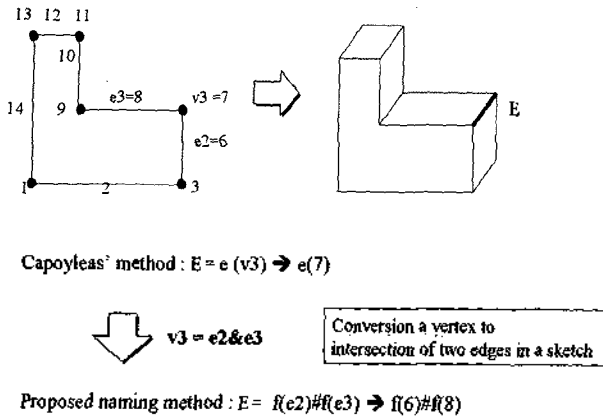 13 12 11
10
e3=8 v3 =7
14 9 E
e2=6
1 2 3
Capoyleas' method : E = e (v3) ➔ e(7)
v3 = e2&e3
Conversion a vertex to
intersection of two edges in a sketch
Proposed naming method : E = f(e2)#f(e3) ➔ f(6)#f(8)